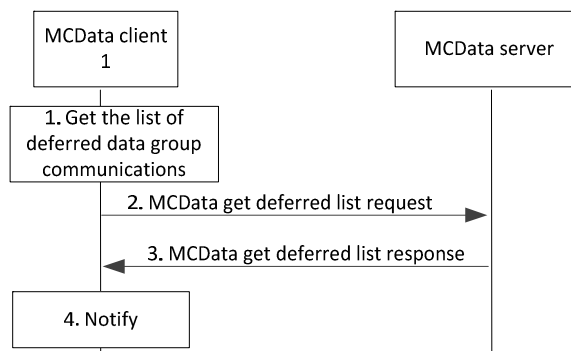 MCData client
1
MCData server
1. Get the list of
deferred data group
communications
2. MCData get deferred list request
3. MCData get deferred list response
4. Notify